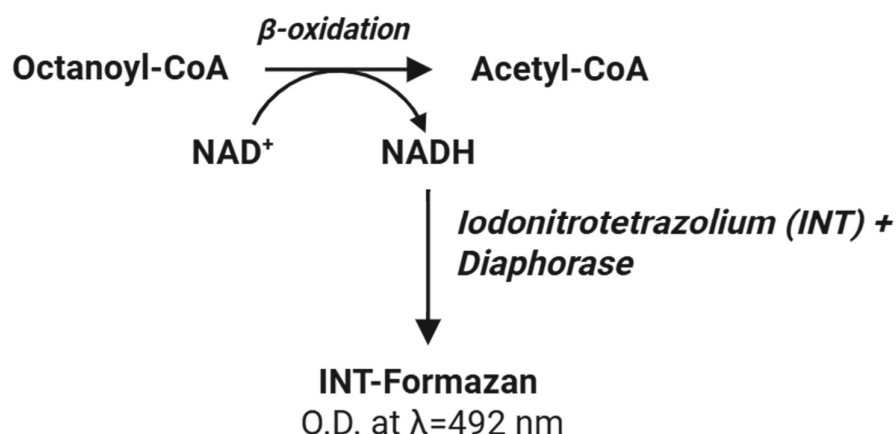 β-oxidation
Octanoyl-CoA
Acetyl-CoA
NAD⁺
NADH
Iodonitrotetrazolium (INT) +
Diaphorase
INT-Formazan
O.D. at λ=492 nm